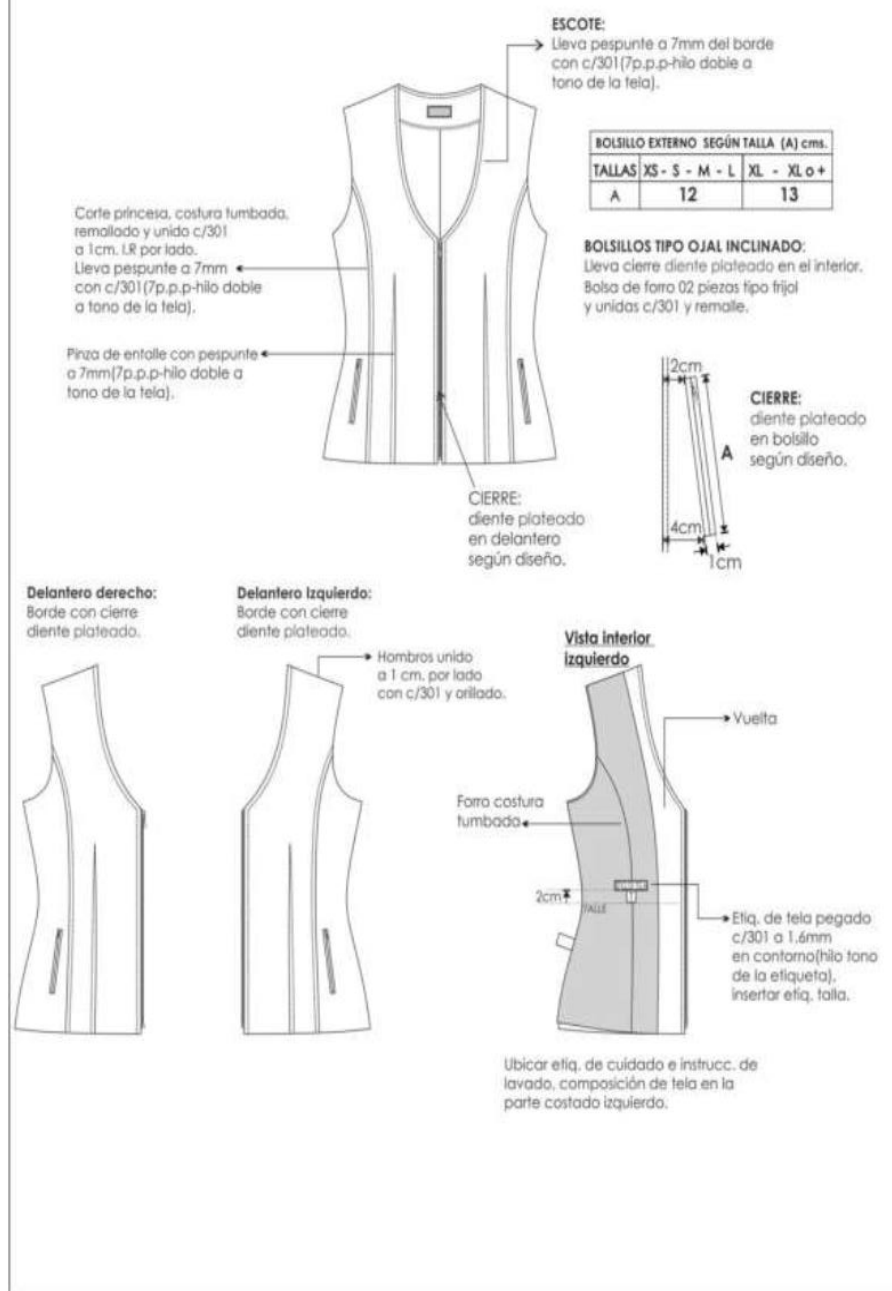 ESCOTE:
Lleva pespunte a 7mm del borde
con c/301(7p.p.p-hilo doble a
tono de la tela).
BOLSILLO EXTERNO SEGÚN TALLA (A) cms.
TALLAS XS - S - M - L XL - XL o +
A 12 13
Corte princesa, costura tumbada,
remallado y unido c/301
a 1cm. I.R por lado.
Lleva pespunte a 7mm
con c/301(7p.p.p-hilo doble
a tono de la tela).
BOLSILLOS TIPO OJAL INCLINADO:
Lleva cierre diente plateado en el interior.
Bolsa de forro 02 piezas tipo frijol
y unidas c/301 y remalle.
Pinza de entalle con pespunte
a 7mm(7p.p.p-hilo doble a
tono de la tela).
2cm
A
4cm
1cm
CIERRE:
diente plateado
en bolsillo
según diseño.
CIERRE:
diente plateado
en delantero
según diseño.
Delantero derecho:
Borde con cierre
diente plateado.
Delantero Izquierdo:
Borde con cierre
diente plateado.
Hombros unido
a 1 cm. por lado
con c/301 y orillado.
Vista interior
izquierdo
Vuelta
Forro costura
tumbada
2cm
TALLE
Etiq. de tela pegado
c/301 a 1.6mm
en contorno(hilo tono
de la etiqueta),
insertar etiq. talla.
Ubicar etiq. de cuidado e instrucc. de
lavado, composición de tela en la
parte costado izquierdo.